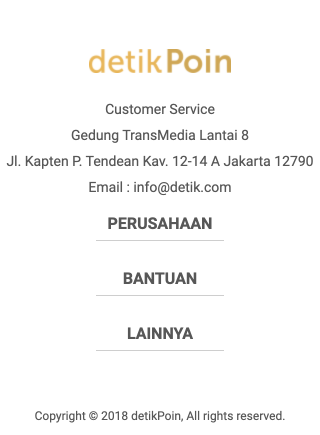 detikPoin
Customer Service
Gedung TransMedia Lantai 8
Jl. Kapten P. Tendean Kav. 12-14 A Jakarta 12790
Email : info@detik.com
PERUSAHAAN
BANTUAN
LAINNYA
Copyright © 2018 detikPoin, All rights reserved.